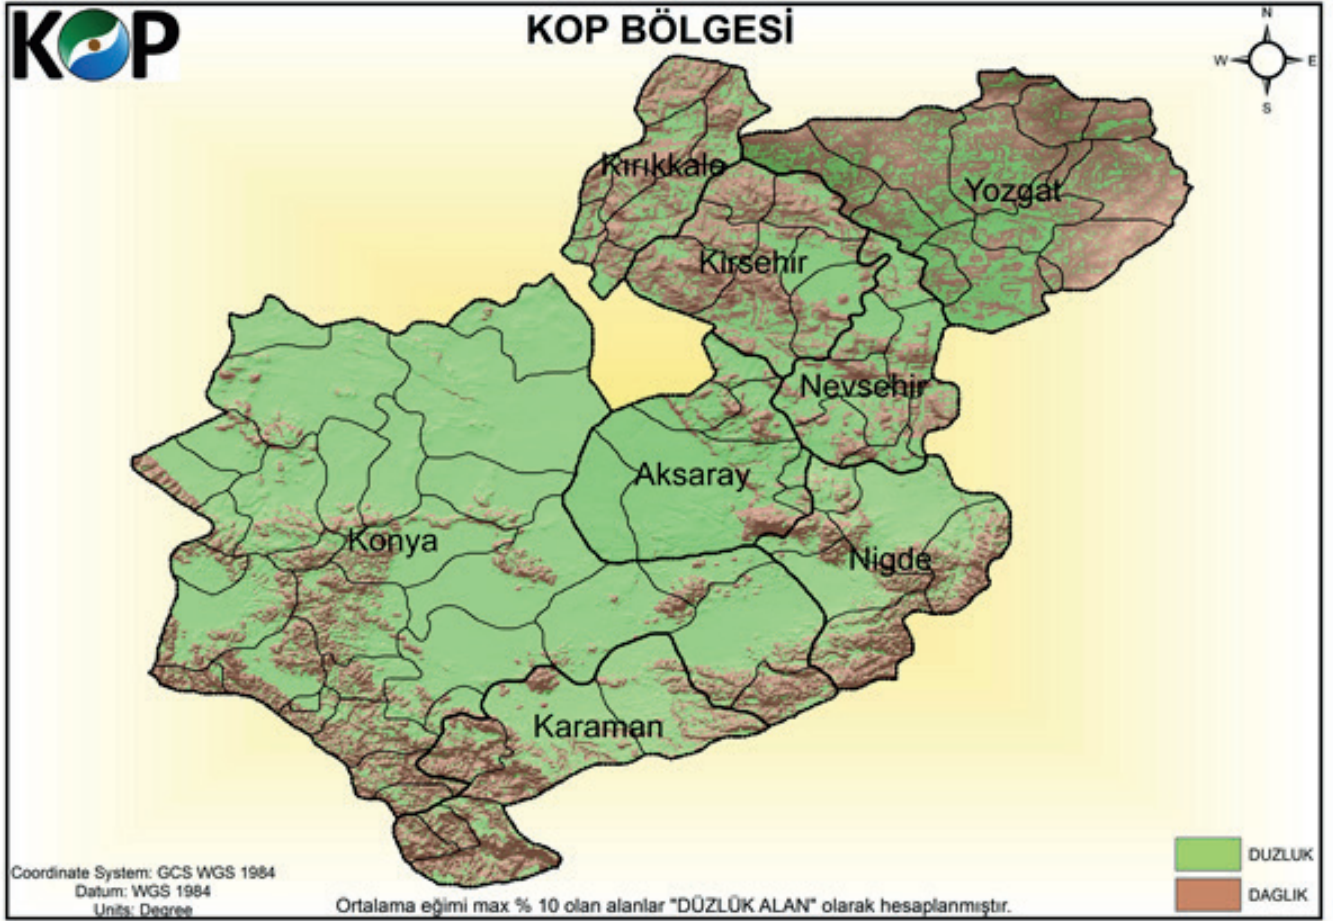 KOP
KOP BÖLGESİ
N
W
E
S
Kırıkkale
Yozgat
Kirsehir
Nevsehir
Aksaray
Konya
Nigde
Karaman
DUZLUK
DAGLIK
Coordinate System: GCS WGS 1984
Datum: WGS 1984
Units: Degree
Ortalama eğimi max % 10 olan alanlar "DÜZLÜK ALAN" olarak hesaplanmıştır.